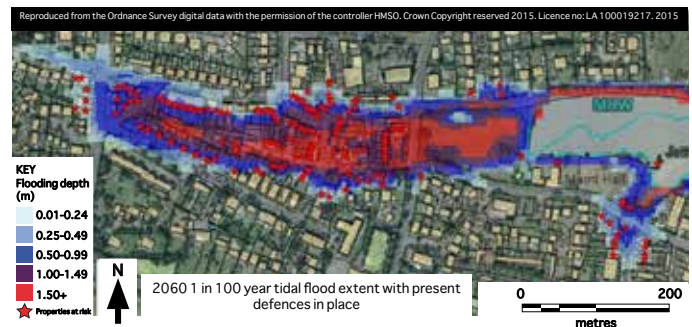 Reproduced from the Ordnance Survey digital data with the permission of the controller HMSO. Crown Copyright reserved 2015. Licence no: LA 100019217. 2015
MHW
KEY
Flooding depth
(m)
0.01-0.24
0.25-0.49
0.50-0.99
1.00-1.49
1.50+
Properties at risk
N
2060 1 in 100 year tidal flood extent with present
defences in place
0 200
metres